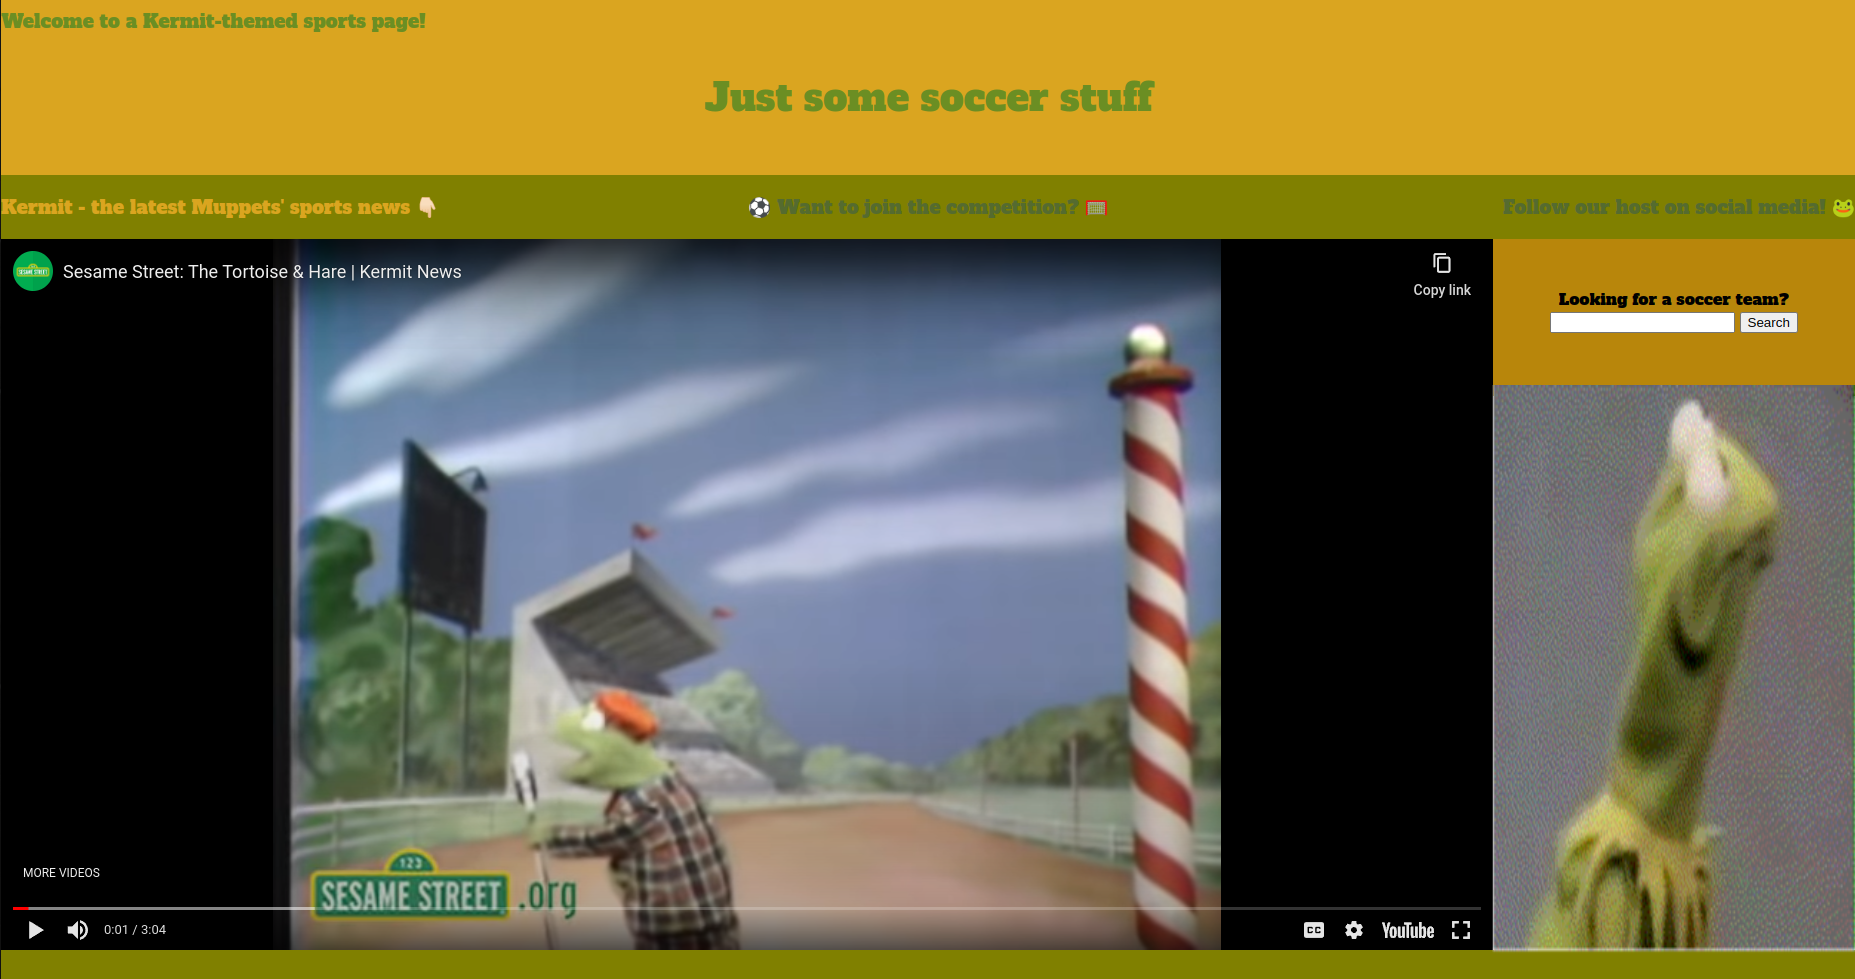 Welcome to a Kermit-themed sports page!
Just some soccer stuff
Kermit - the latest Muppets' sports news 👇🏻
⚽ Want to join the competition? 🥅
Follow our host on social media! 🐸
SESAME STREET
Sesame Street: The Tortoise & Hare | Kermit News
Copy link
Looking for a soccer team?
Search
123
SESAME STREET .org
MORE VIDEOS
0:01 / 3:04
CC
YouTube